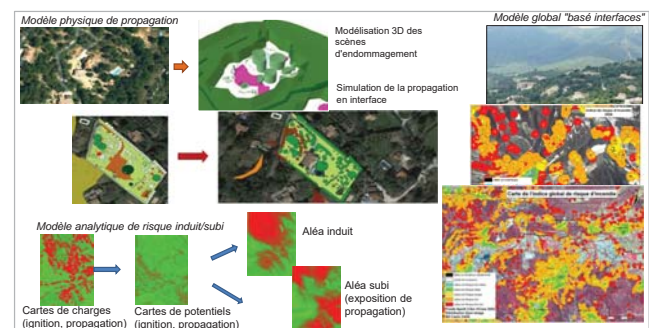 Modèle physique de propagation
Modélisation 3D des
scènes
d'endommagement
Simulation de la propagation
en interface
Modèle global "basé interfaces"
Carte de l'indice global de risque d'incendie
Modèle analytique de risque induit/subi
Aléa induit
Aléa subi
(exposition de
propagation)
Cartes de charges
(ignition, propagation)
Cartes de potentiels
(ignition, propagation)